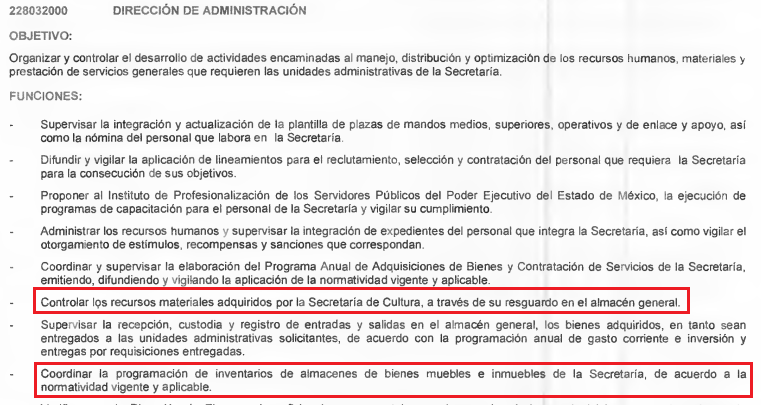 228032000 DIRECCIÓN DE ADMINISTRACIÓN
OBJETIVO:
Organizar y controlar el desarrollo de actividades encaminadas al manejo, distribución y optimización de los recursos humanos, materiales y
prestación de servicios generales que requieren las unidades administrativas de la Secretaría.
FUNCIONES:
- Supervisar la integración y actualización de la plantilla de plazas de mandos medios, superiores, operativos y de enlace y apoyo, así
como la nómina del personal que labora en la Secretaría.
- Difundir y vigilar la aplicación de lineamientos para el reclutamiento, selección y contratación del personal que requiera la Secretaría
para la consecución de sus objetivos.
- Proponer al Instituto de Profesionalización de los Servidores Públicos del Poder Ejecutivo del Estado de México, la ejecución de
programas de capacitación para el personal de la Secretaría y vigilar su cumplimiento.
- Administrar los recursos humanos y supervisar la integración de expedientes del personal que integra la Secretaría, así como vigilar el
otorgamiento de estímulos, recompensas y sanciones que correspondan.
- Coordinar y supervisar la elaboración del Programa Anual de Adquisiciones de Bienes y Contratación de Servicios de la Secretaría,
emitiendo, difundiendo y vigilando la aplicación de la normatividad vigente y aplicable.
- Controlar los recursos materiales adquiridos por la Secretaría de Cultura, a través de su resguardo en el almacén general.
- Supervisar la recepción, custodia y registro de entradas y salidas en el almacén general, los bienes adquiridos, en tanto sean
entregados a las unidades administrativas solicitantes, de acuerdo con la programación anual de gasto corriente e inversión y
entregas por requisiciones entregadas.
- Coordinar la programación de inventarios de almacenes de bienes muebles e inmuebles de la Secretaría, de acuerdo a la
normatividad vigente y aplicable.